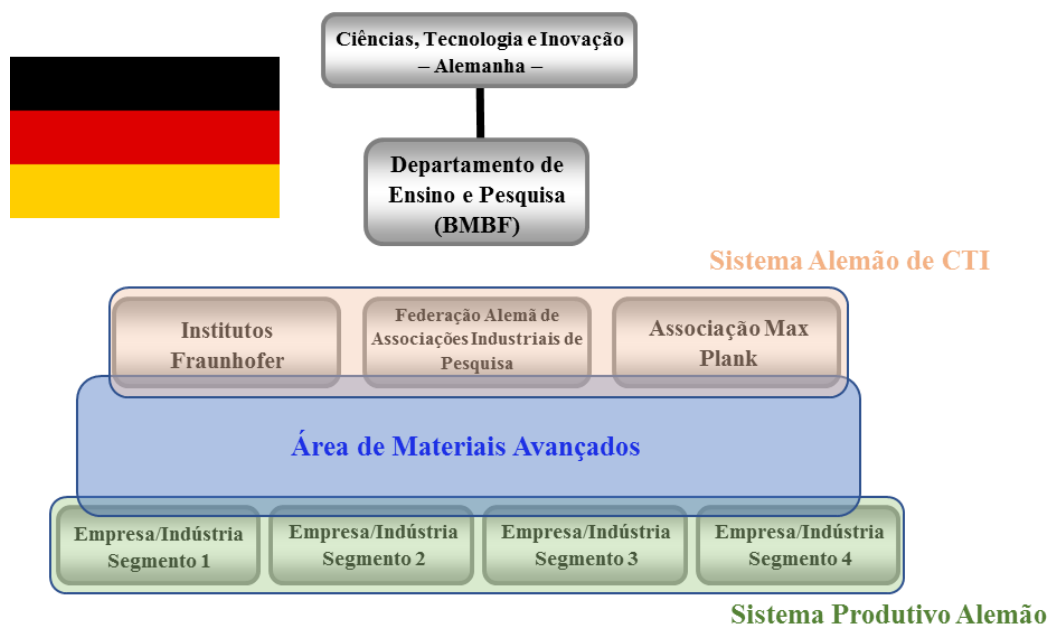 Ciências, Tecnologia e Inovação
– Alemanha –
Departamento de
Ensino e Pesquisa
(BMBF)
Sistema Alemão de CTI
Institutos
Fraunhofer
Federação Alemã de
Associações Industriais de
Pesquisa
Associação Max
Plank
Área de Materiais Avançados
Empresa/Indústria
Segmento 1
Empresa/Indústria
Segmento 2
Empresa/Indústria
Segmento 3
Empresa/Indústria
Segmento 4
Sistema Produtivo Alemão